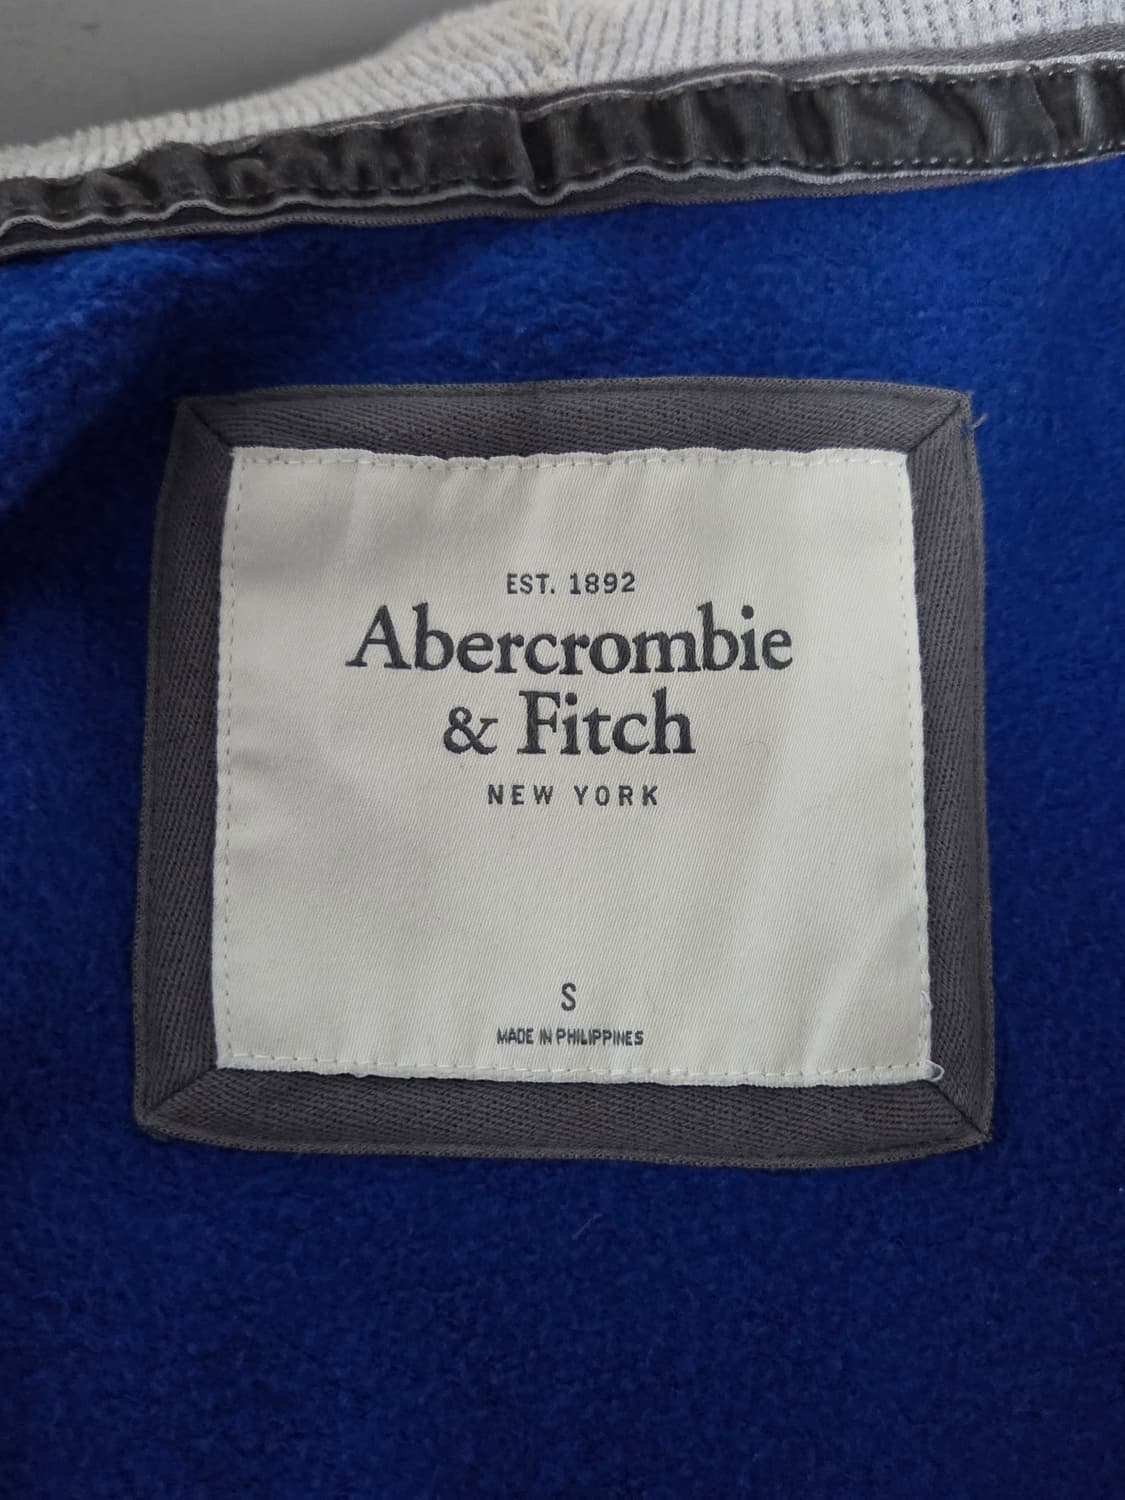 EST. 1892
Abercrombie
& Fitch
NEW YORK
S
MADE IN PHILIPPINES